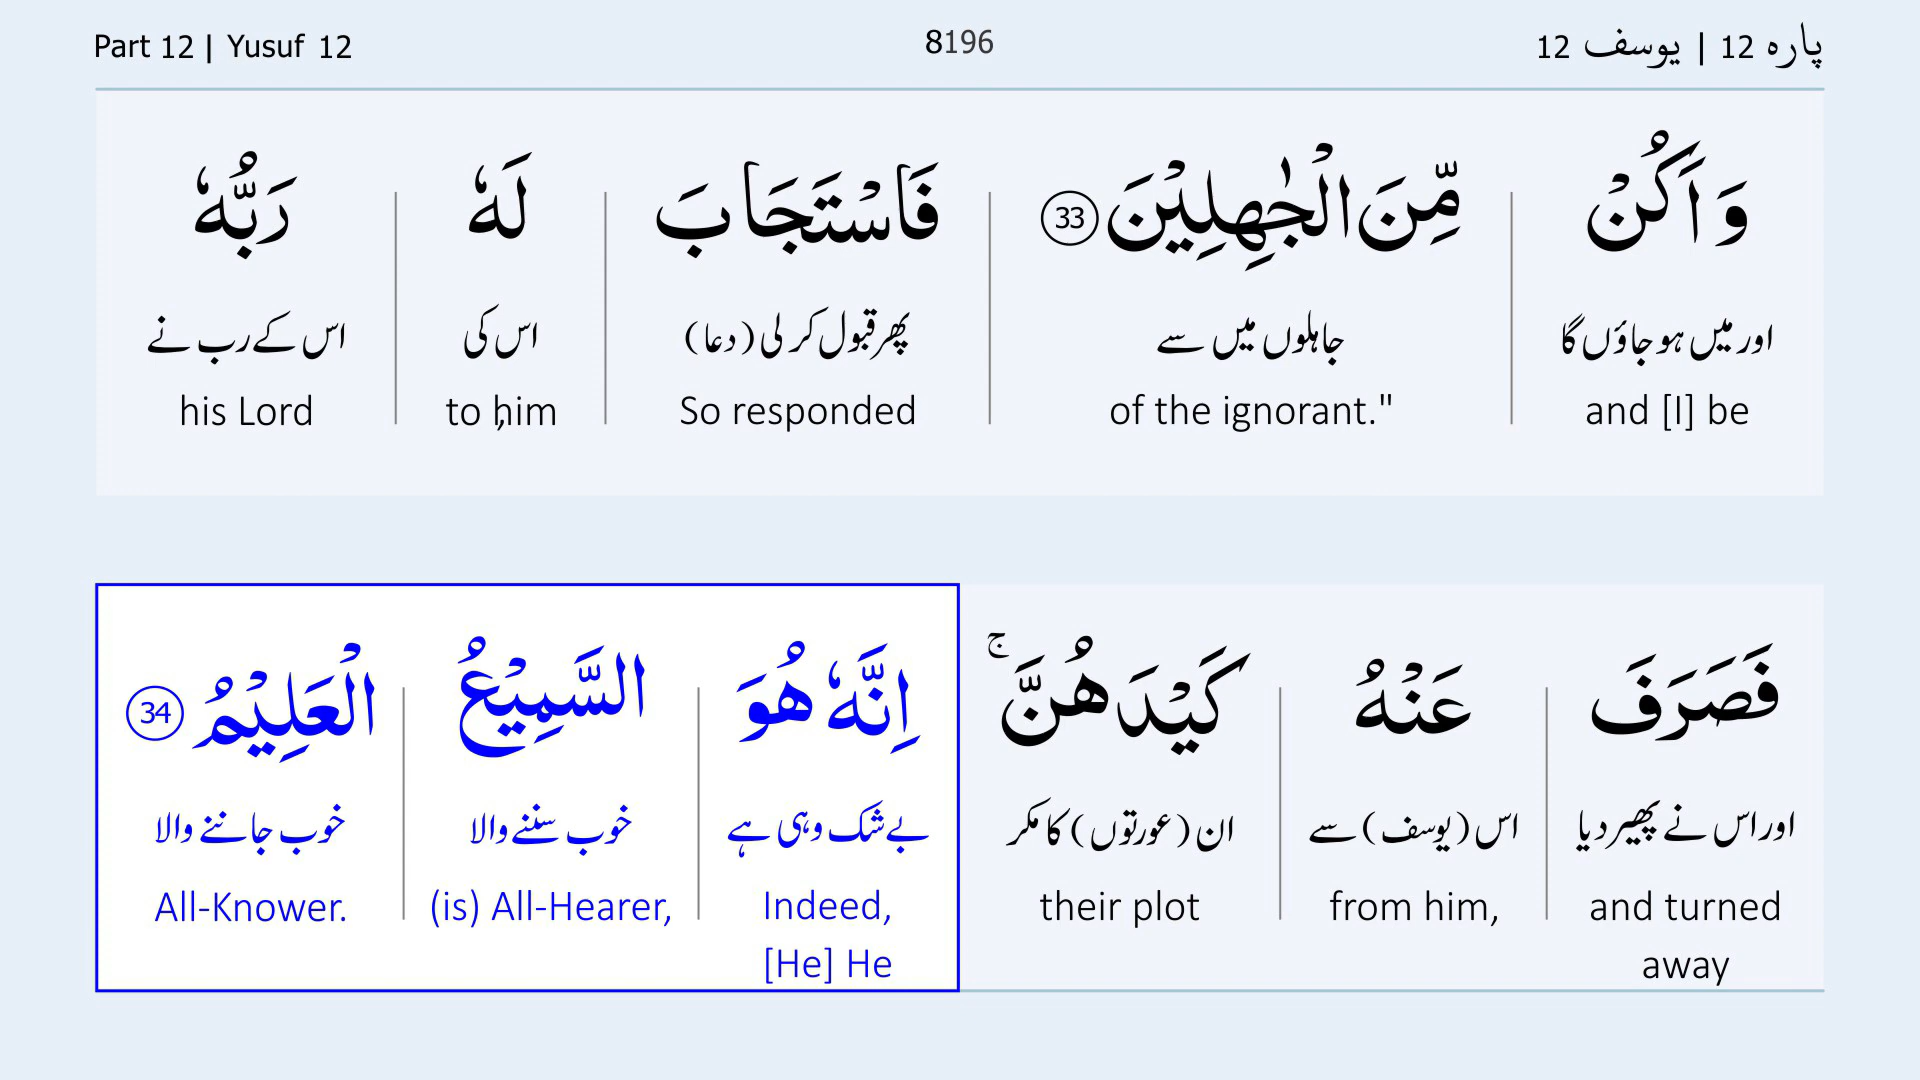 Part 12 | Yusuf 12
8196
پارہ 12 | یوسف 12
وَ اَكُنْ مِّنَ الْجٰهِلِيْنَ 33 فَاسْتَجَابَ لَهٗ رَبُّهٗ
اور میں ہو جاؤں گا جاہلوں میں سے پھر قبول کر لی (دعا) اس کی اس کے رب نے
and [I] be of the ignorant." So responded to him, his Lord
فَصَرَفَ عَنْهُ كَيْدَهُنَّ ۚ اِنَّهٗ هُوَ السَّمِيْعُ الْعَلِيْمُ 34
اور اس نے پھیر دیا اس (یوسف) سے ان (عورتوں) کا مکر بے شک وہی ہے خوب سننے والا خوب جاننے والا
and turned from him, their plot Indeed, (is) All-Hearer, All-Knower.
away [He] He